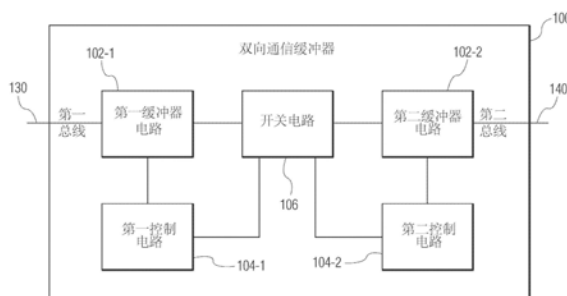 100
双向通信缓冲器
102-1
102-2
130
140
第一
总线
第一缓冲器
电路
开关电路
第二缓冲器
电路
第二
总线
106
第一控制
电路
第二控制
电路
104-1
104-2